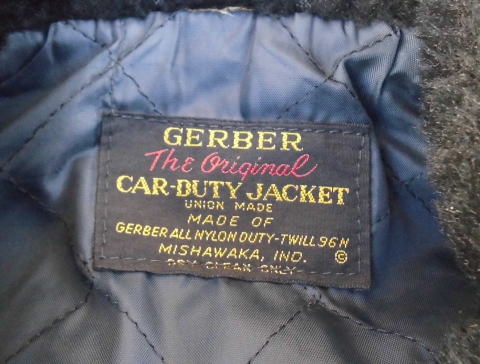 GERBER
The Original
CAR-DUTY JACKET
UNION MADE
MADE OF
GERBER ALL NYLON DUTY-TWILL 96 N
MISHAWAKA, IND. ©
DRY CLEAN ONLY